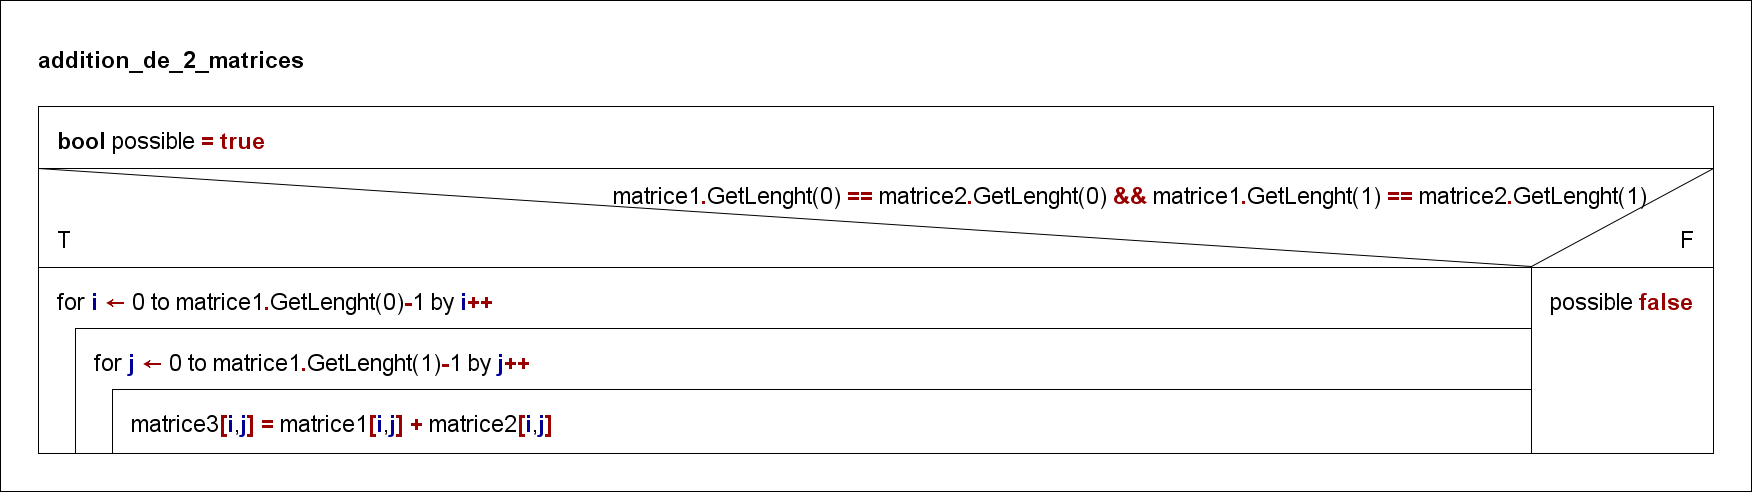 addition_de_2_matrices
bool possible = true
matrice1.GetLenght(0) == matrice2.GetLenght(0) && matrice1.GetLenght(1) == matrice2.GetLenght(1)
T
F
for i ← 0 to matrice1.GetLenght(0)-1 by i++
possible false
for j ← 0 to matrice1.GetLenght(1)-1 by j++
matrice3[i,j] = matrice1[i,j] + matrice2[i,j]